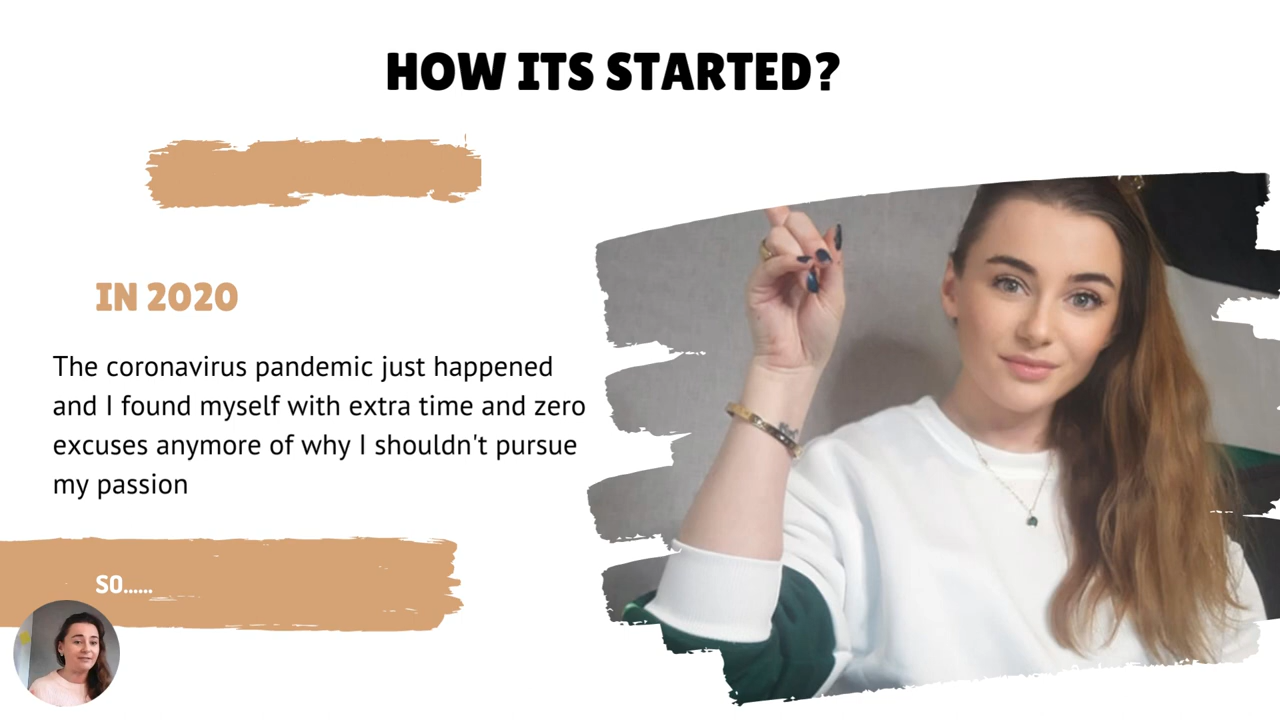 HOW ITS STARTED?
IN 2020
The coronavirus pandemic just happened
and I found myself with extra time and zero
excuses anymore of why I shouldn't pursue
my passion
SO......